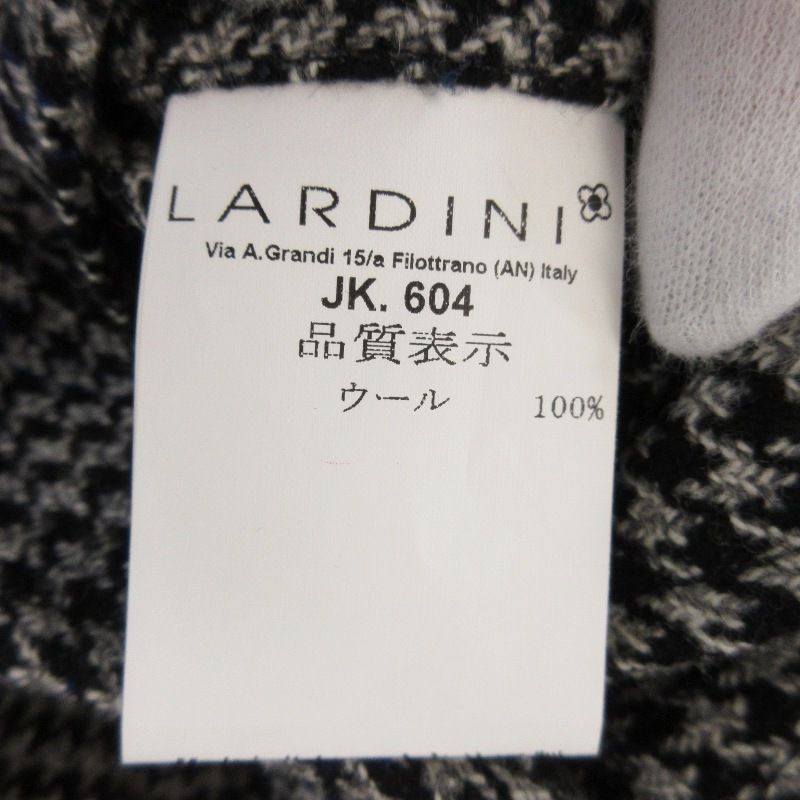 LARDINI
Via A.Grandi 15/a Filottrano (AN) Italy
JK. 604
品質表示
ウール 100%